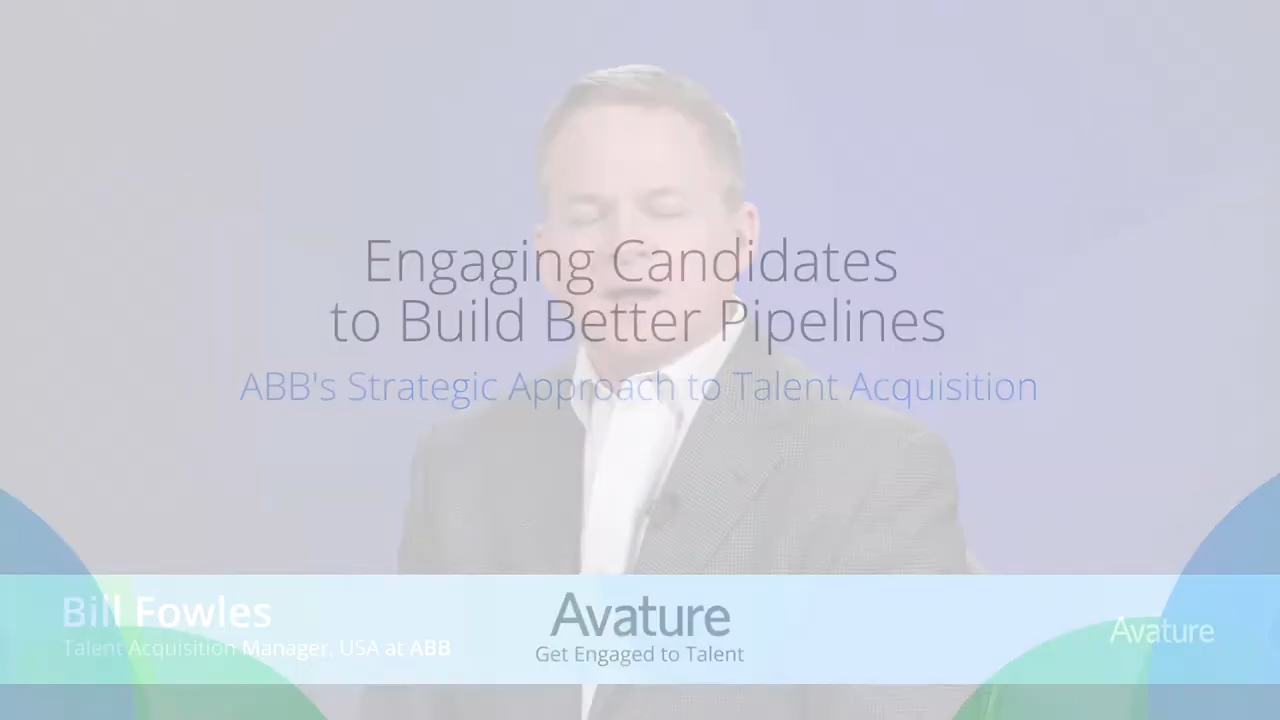 Engaging Candidates
to Build Better Pipelines
ABB's Strategic Approach to Talent Acquisition
Bill Fowles
Talent Acquisition Manager, USA at ABB
Avature
Get Engaged to Talent
Avature